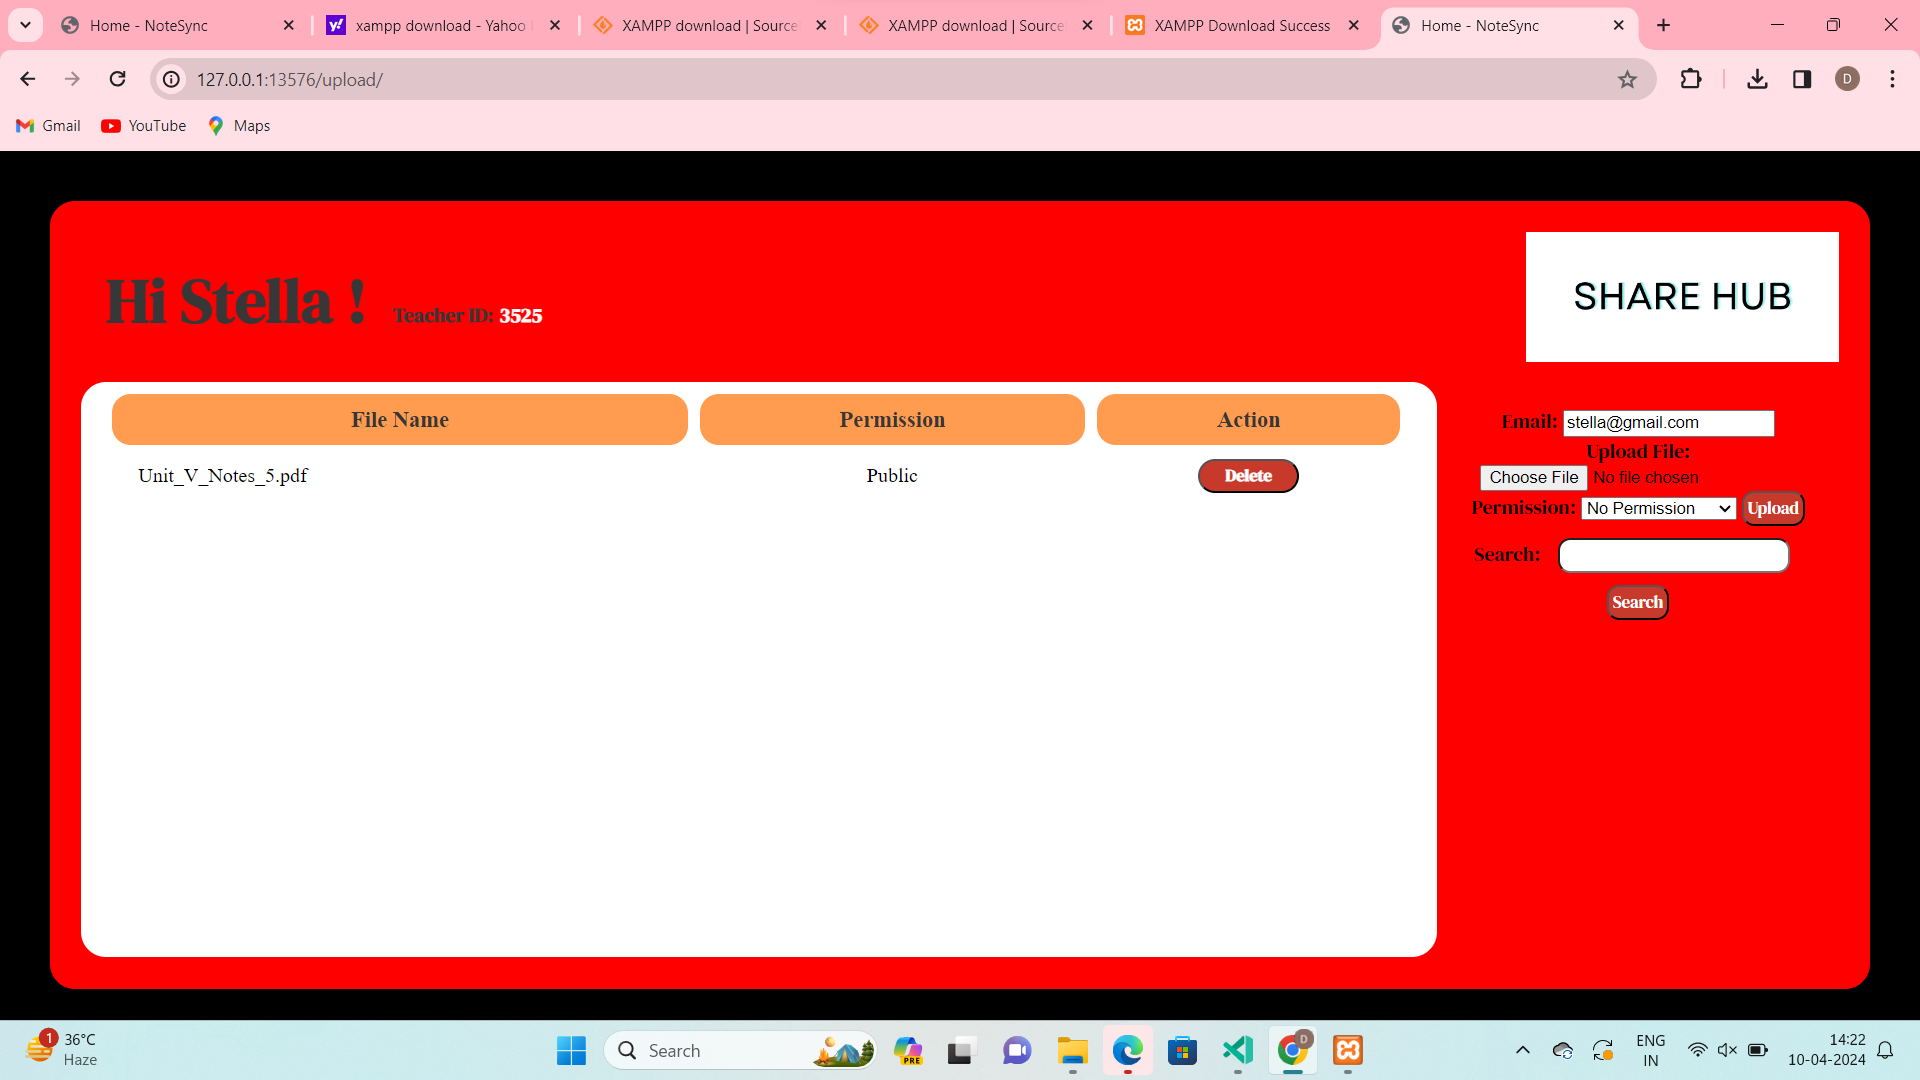 Home - NoteSync
xampp download - Yahoo
XAMPP download | Source
XAMPP download | Source
XAMPP Download Success
Home - NoteSync
127.0.0.1:13576/upload/
D
Gmail
YouTube
Maps
Hi Stella !
Teacher ID: 3525
SHARE HUB
File Name
Permission
Action
Unit_V_Notes_5.pdf
Public
Delete
Email: stella@gmail.com
Upload File:
Choose File No file chosen
Permission: No Permission Upload
Search:
Search
1
36°C
Haze
Search
PRE
D
ENG
IN
14:22
10-04-2024